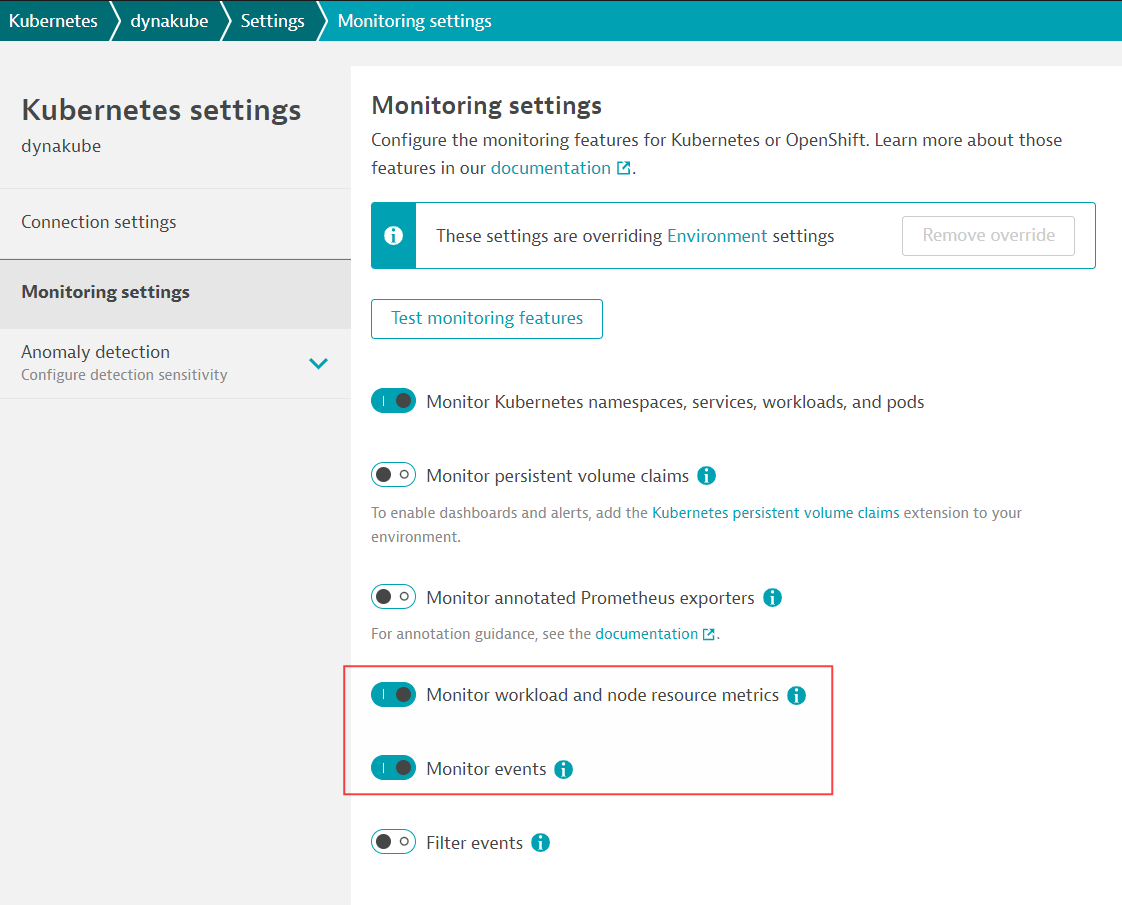 Kubernetes dynakube Settings Monitoring settings
Kubernetes settings
dynakube
Connection settings
Monitoring settings
Anomaly detection
Configure detection sensitivity
Monitoring settings
Configure the monitoring features for Kubernetes or OpenShift. Learn more about those
features in our documentation.
These settings are overriding Environment settings
Remove override
Test monitoring features
Monitor Kubernetes namespaces, services, workloads, and pods
Monitor persistent volume claims
To enable dashboards and alerts, add the Kubernetes persistent volume claims extension to your
environment.
Monitor annotated Prometheus exporters
For annotation guidance, see the documentation.
Monitor workload and node resource metrics
Monitor events
Filter events